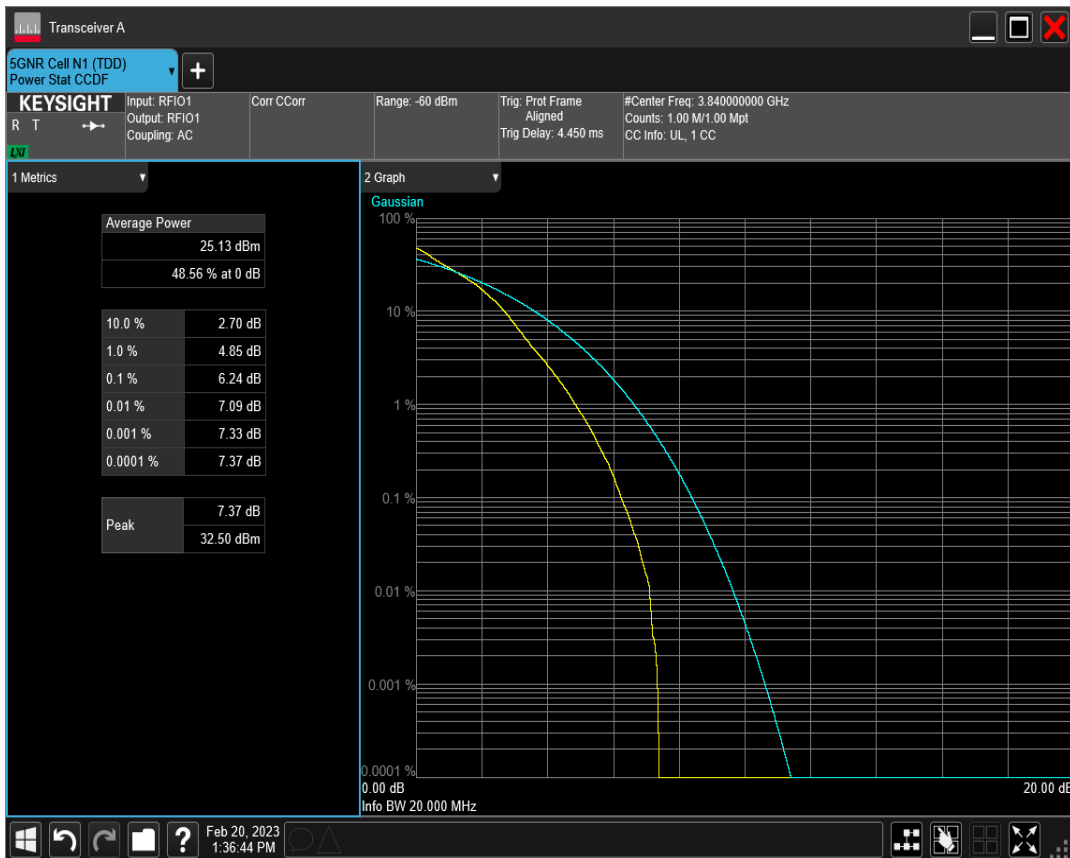 Transceiver A
5GNR Cell N1 (TDD)
Power Stat CCDF
+
KEYSIGHT
R T
LXI
Input: RFIO1
Output: RFIO1
Coupling: AC
Corr CCorr
Range: -60 dBm
Trig: Prot Frame
Aligned
Trig Delay: 4.450 ms
#Center Freq: 3.840000000 GHz
Counts: 1.00 M/1.00 Mpt
CC Info: UL, 1 CC
1 Metrics
Average Power
25.13 dBm
48.56 % at 0 dB
10.0 % 2.70 dB
1.0 % 4.85 dB
0.1 % 6.24 dB
0.01 % 7.09 dB
0.001 % 7.33 dB
0.0001 % 7.37 dB
Peak 7.37 dB
32.50 dBm
2 Graph
Gaussian
100 %
10 %
1 %
0.1 %
0.01 %
0.001 %
0.0001 %
0.00 dB 20.00 dB
Info BW 20.000 MHz
?
Feb 20, 2023
1:36:44 PM